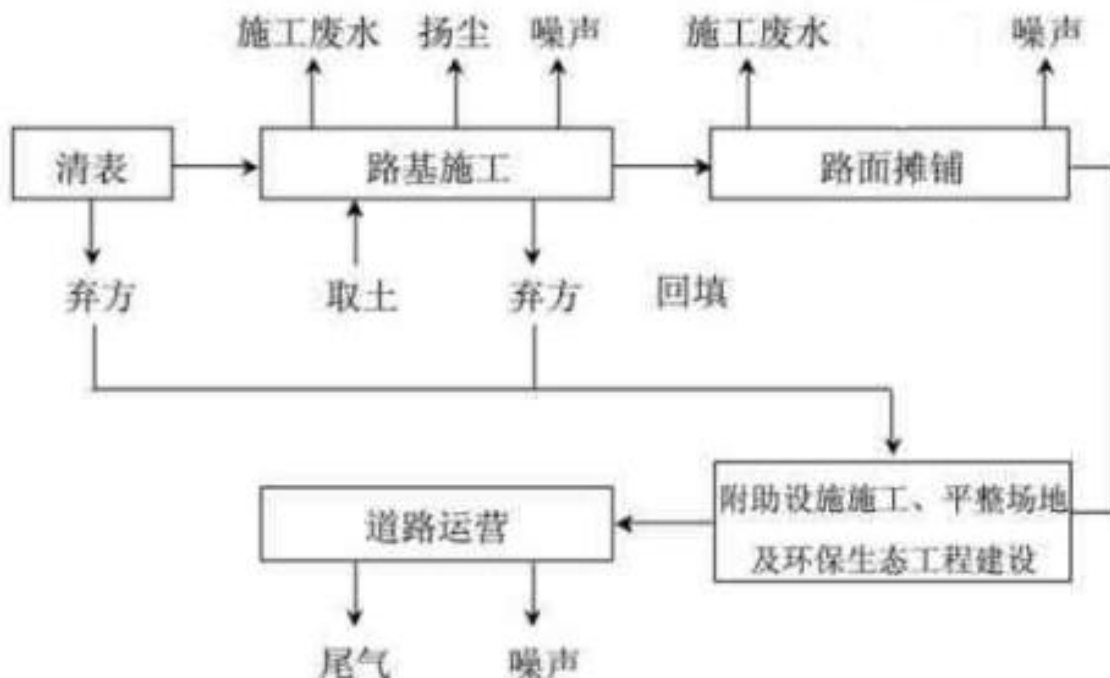 施工废水 扬尘 噪声 施工废水 噪声
清表 路基施工 路面摊铺
弃方 取土 弃方 回填
附助设施施工、平整场地
及环保生态工程建设
道路运营
尾气 噪声